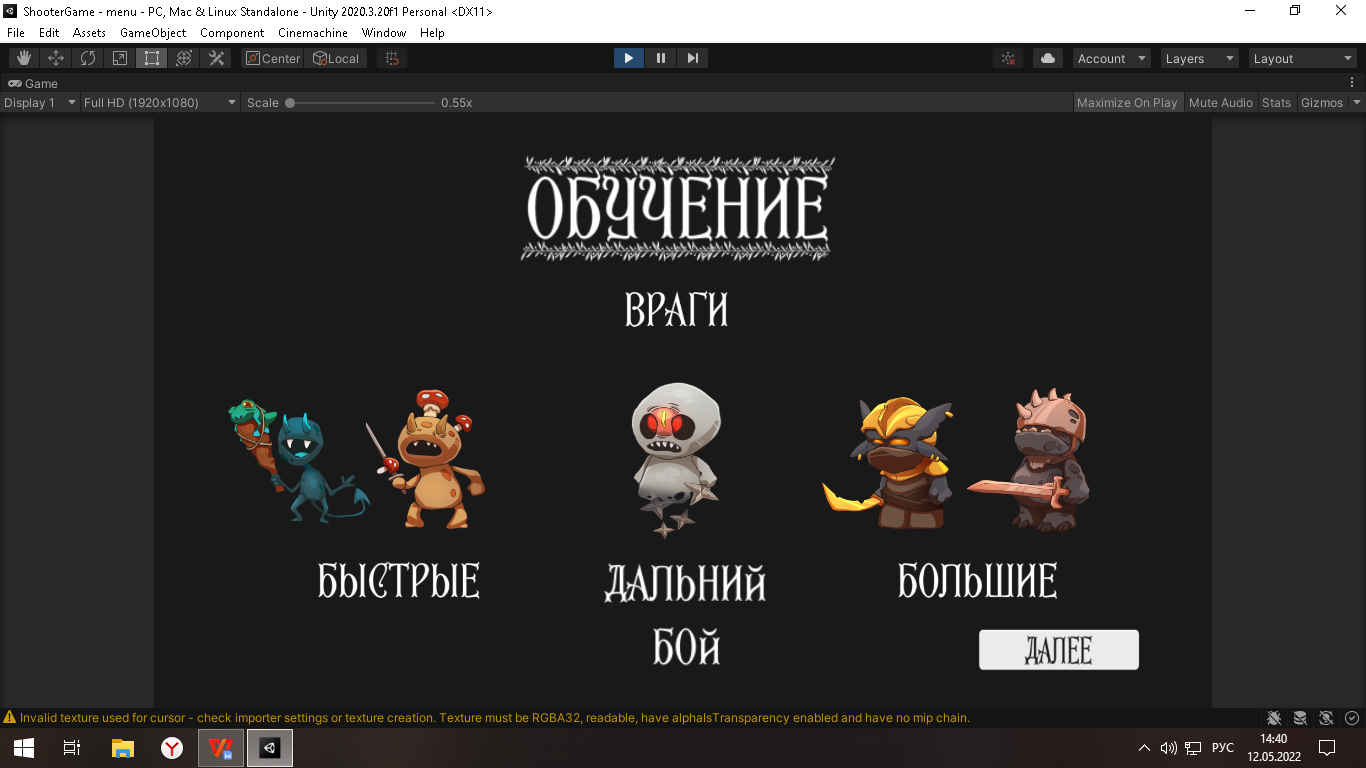 ShooterGame - menu - PC, Mac & Linux Standalone - Unity 2020.3.20f1 Personal <DX11>
File Edit Assets GameObject Component Cinemachine Window Help
Center Local Account Layers Layout
Game
Display 1 Full HD (1920x1080) Scale 0.55x Maximize On Play Mute Audio Stats Gizmos
ОБУЧЕНИЕ
ВРАГИ
БЫСТРЫЕ ДАЛЬНИЙ БОЛЬШИЕ
БОЙ ДАЛЕЕ
Invalid texture used for cursor - check importer settings or texture creation. Texture must be RGBA32, readable, have alphaIsTransparency enabled and have no mip chain.
РУС 14:40
12.05.2022